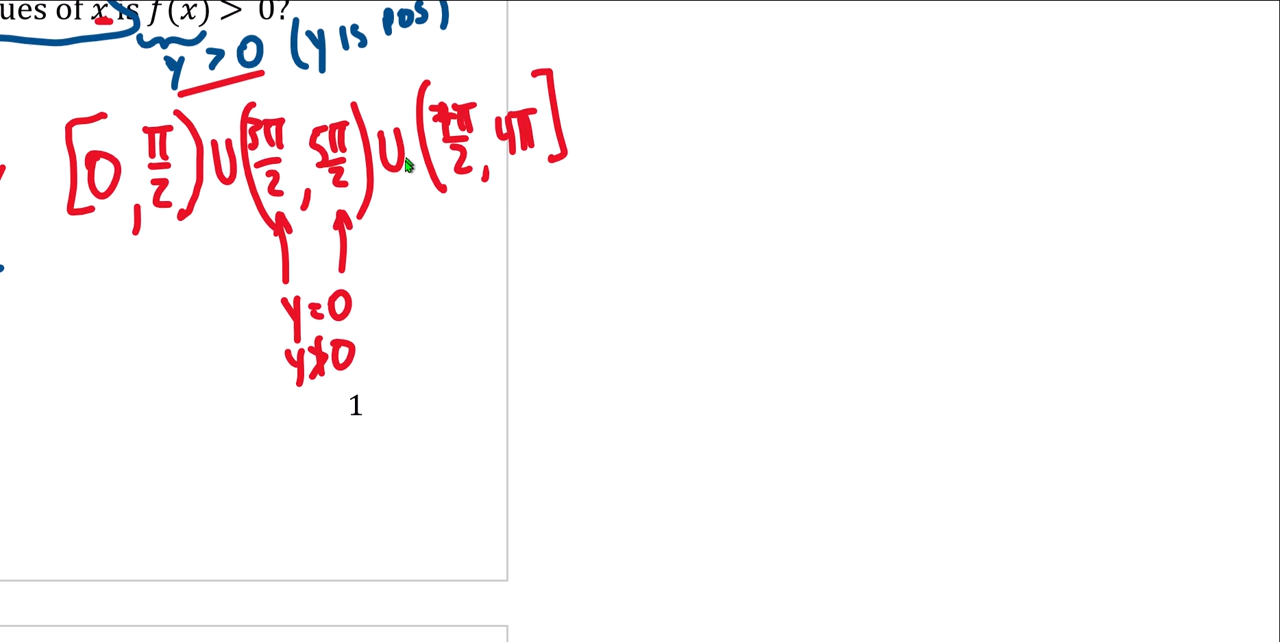 ues of x is f(x) > 0?
y > 0 (y is pos)
[0, π/2) U (3π/2, 5π/2) U (7π/2, 4π]
y = 0
y ≯ 0
1